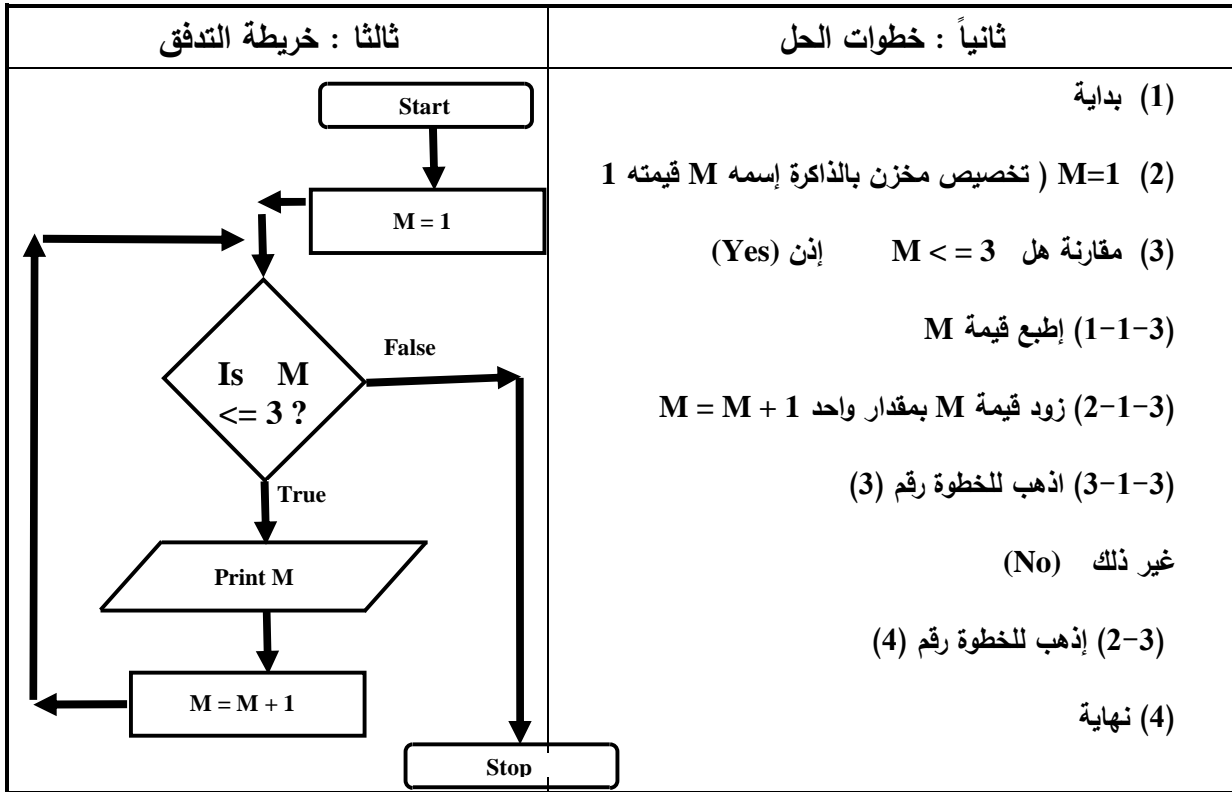 ثانياً : خطوات الحل
(1) بداية
(2) M=1 ( تخصيص مخزن بالذاكرة إسمه M قيمته 1
(3) مقارنة هل M < = 3 إذن (Yes)
(3-1-1) إطبع قيمة M
(3-1-2) زود قيمة M بمقدار واحد M = M + 1
(3-1-3) اذهب للخطوة رقم (3)
غير ذلك (No)
(3-2) إذهب للخطوة رقم (4)
(4) نهاية
ثالثا : خريطة التدفق
Start
M = 1
Is M
<= 3 ?
False
True
Print M
M = M + 1
Stop